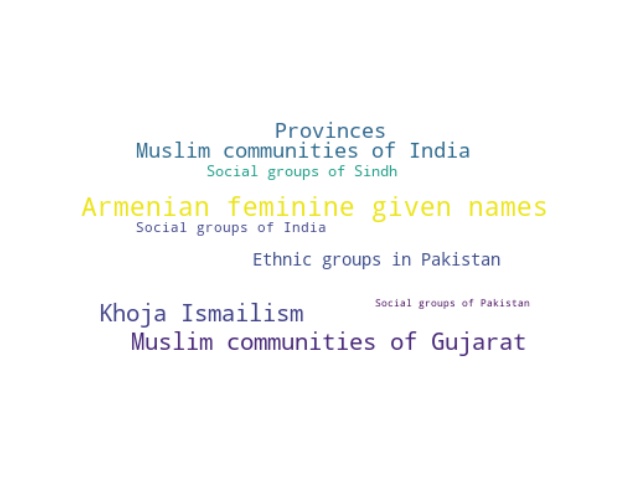 Provinces
Muslim communities of India
Social groups of Sindh
Armenian feminine given names
Social groups of India
Ethnic groups in Pakistan
Social groups of Pakistan
Khoja Ismailism
Muslim communities of Gujarat